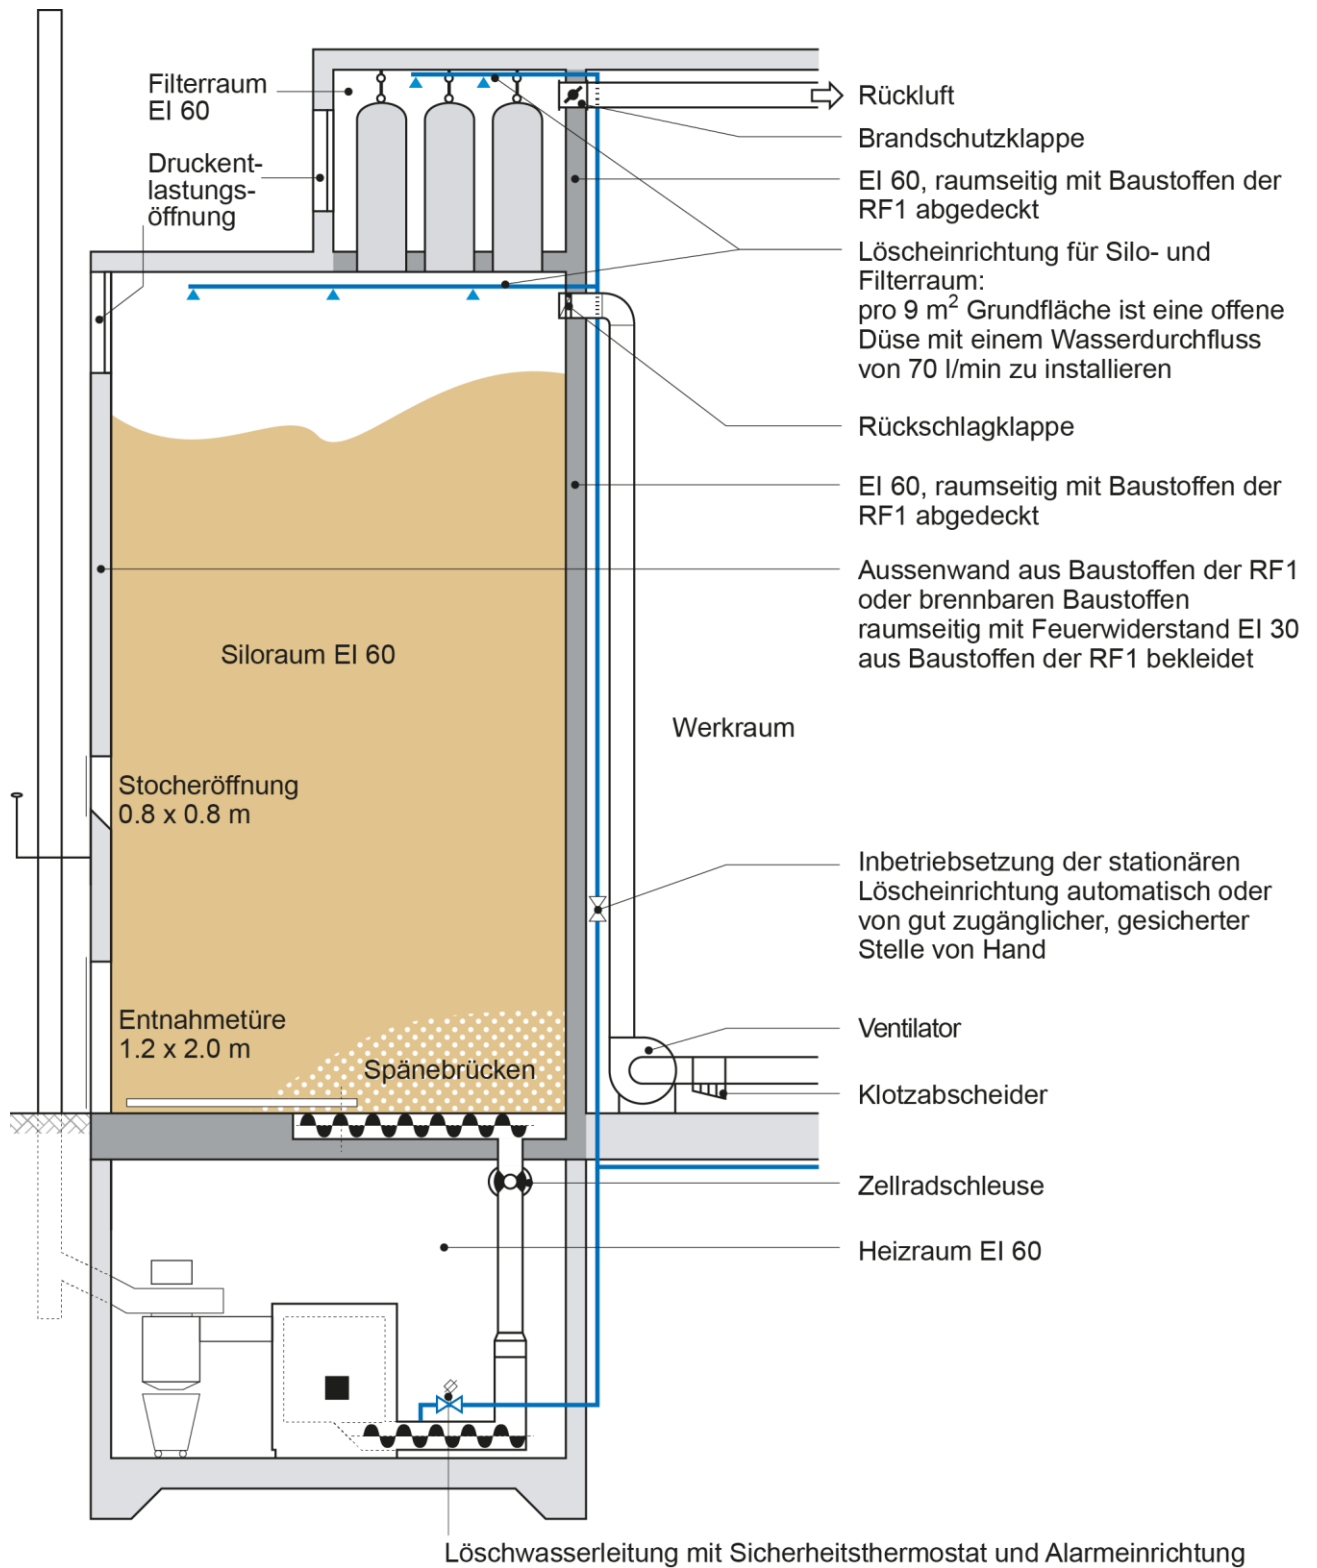 Filterraum
EI 60
Druckent-
lastungs-
öffnung
Rückluft
Brandschutzklappe
EI 60, raumseitig mit Baustoffen der
RF1 abgedeckt
Löscheinrichtung für Silo- und
Filterraum:
pro 9 m² Grundfläche ist eine offene
Düse mit einem Wasserdurchfluss
von 70 l/min zu installieren
Rückschlagklappe
EI 60, raumseitig mit Baustoffen der
RF1 abgedeckt
Aussenwand aus Baustoffen der RF1
oder brennbaren Baustoffen
raumseitig mit Feuerwiderstand EI 30
aus Baustoffen der RF1 bekleidet
Siloraum EI 60
Werkraum
Stocheröffnung
0.8 x 0.8 m
Inbetriebsetzung der stationären
Löscheinrichtung automatisch oder
von gut zugänglicher, gesicherter
Stelle von Hand
Entnahmetüre
1.2 x 2.0 m
Spänebrücken
Ventilator
Klotzabscheider
Zellradschleuse
Heizraum EI 60
Löschwasserleitung mit Sicherheitsthermostat und Alarmeinrichtung